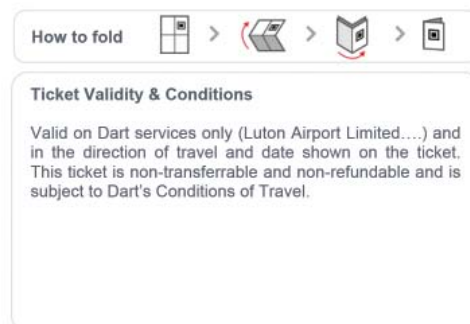 How to fold
Ticket Validity & Conditions
Valid on Dart services only (Luton Airport Limited....) and
in the direction of travel and date shown on the ticket.
This ticket is non-transferrable and non-refundable and is
subject to Dart's Conditions of Travel.